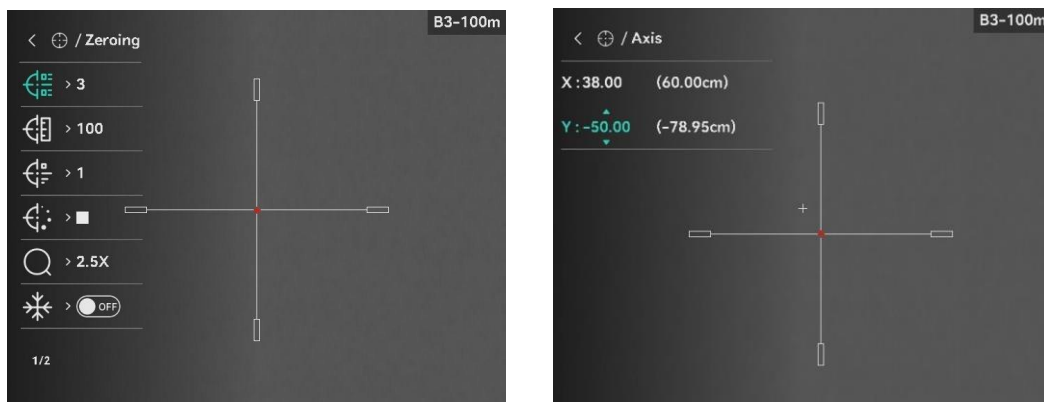 B3-100m
/ Zeroing
> 3
> 100
> 1
>
> 2.5X
> OFF
1/2
B3-100m
/ Axis
X : 38.00 (60.00cm)
Y : -50.00 (-78.95cm)